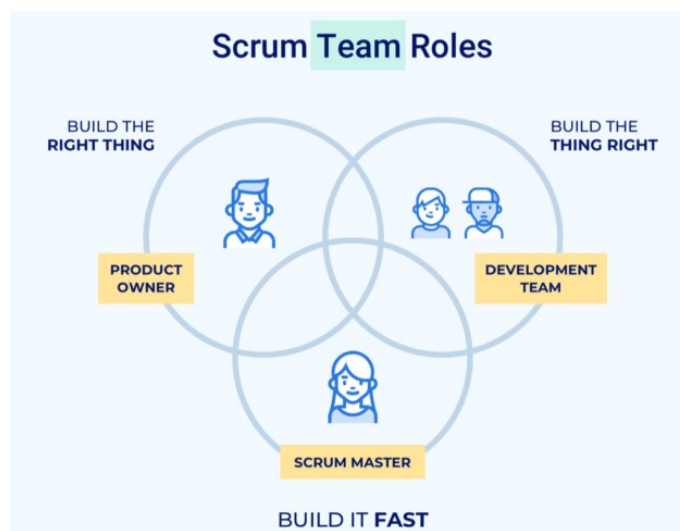 Scrum Team Roles
BUILD THE
RIGHT THING
BUILD THE
THING RIGHT
PRODUCT
OWNER
DEVELOPMENT
TEAM
SCRUM MASTER
BUILD IT FAST